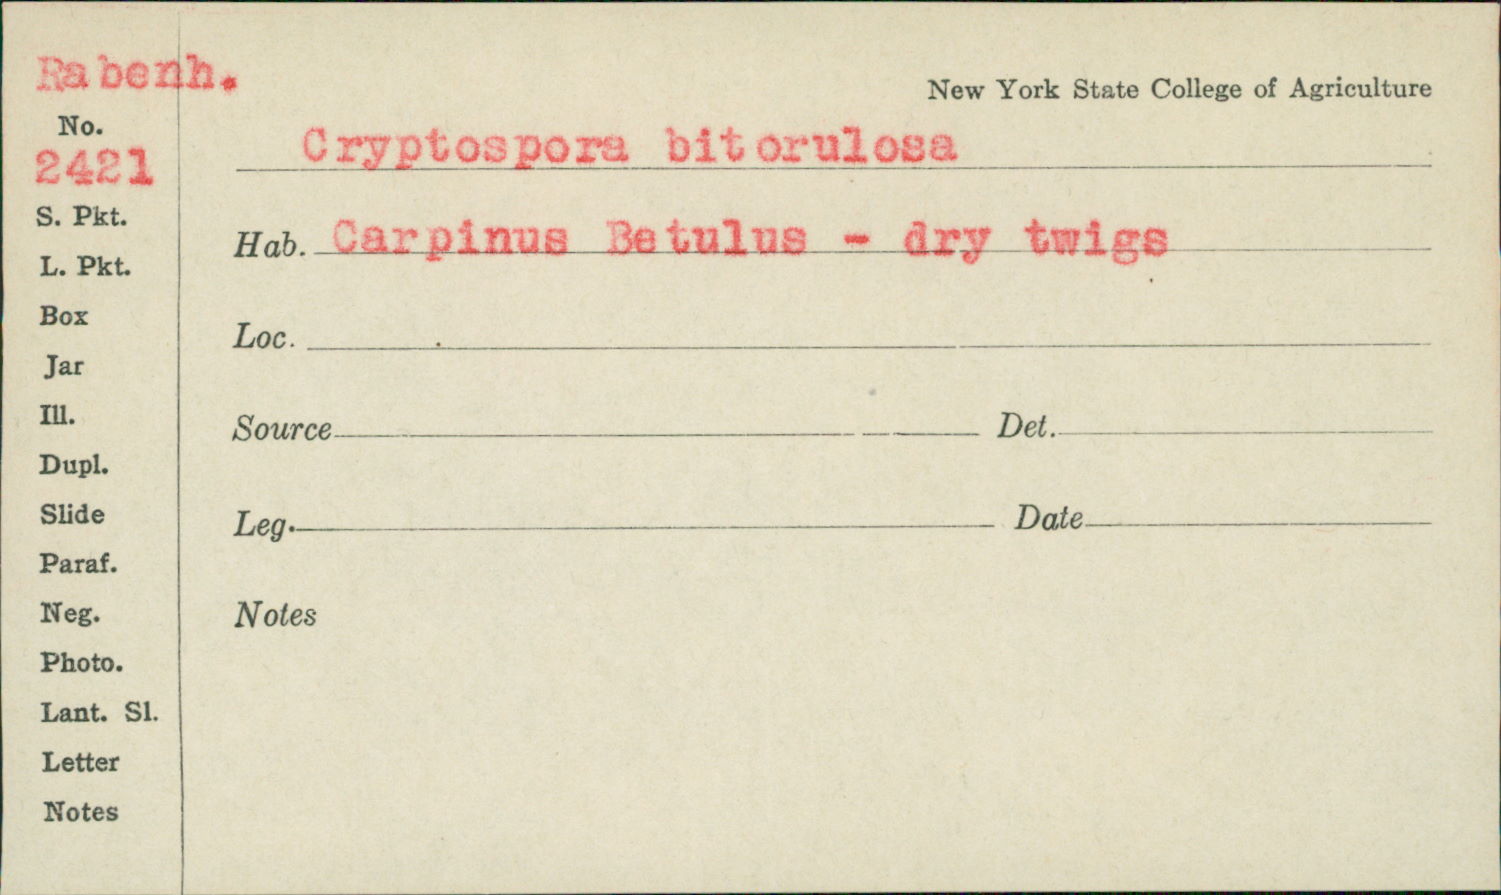 Rabenh.
New York State College of Agriculture
No.
2421
Cryptospora bitorulosa
S. Pkt.
Hab. Carpinus Betulus - dry twigs
L. Pkt.
Box
Loc.
Jar
Ill.
Source Det.
Dupl.
Slide
Leg. Date
Paraf.
Neg.
Notes
Photo.
Lant. Sl.
Letter
Notes